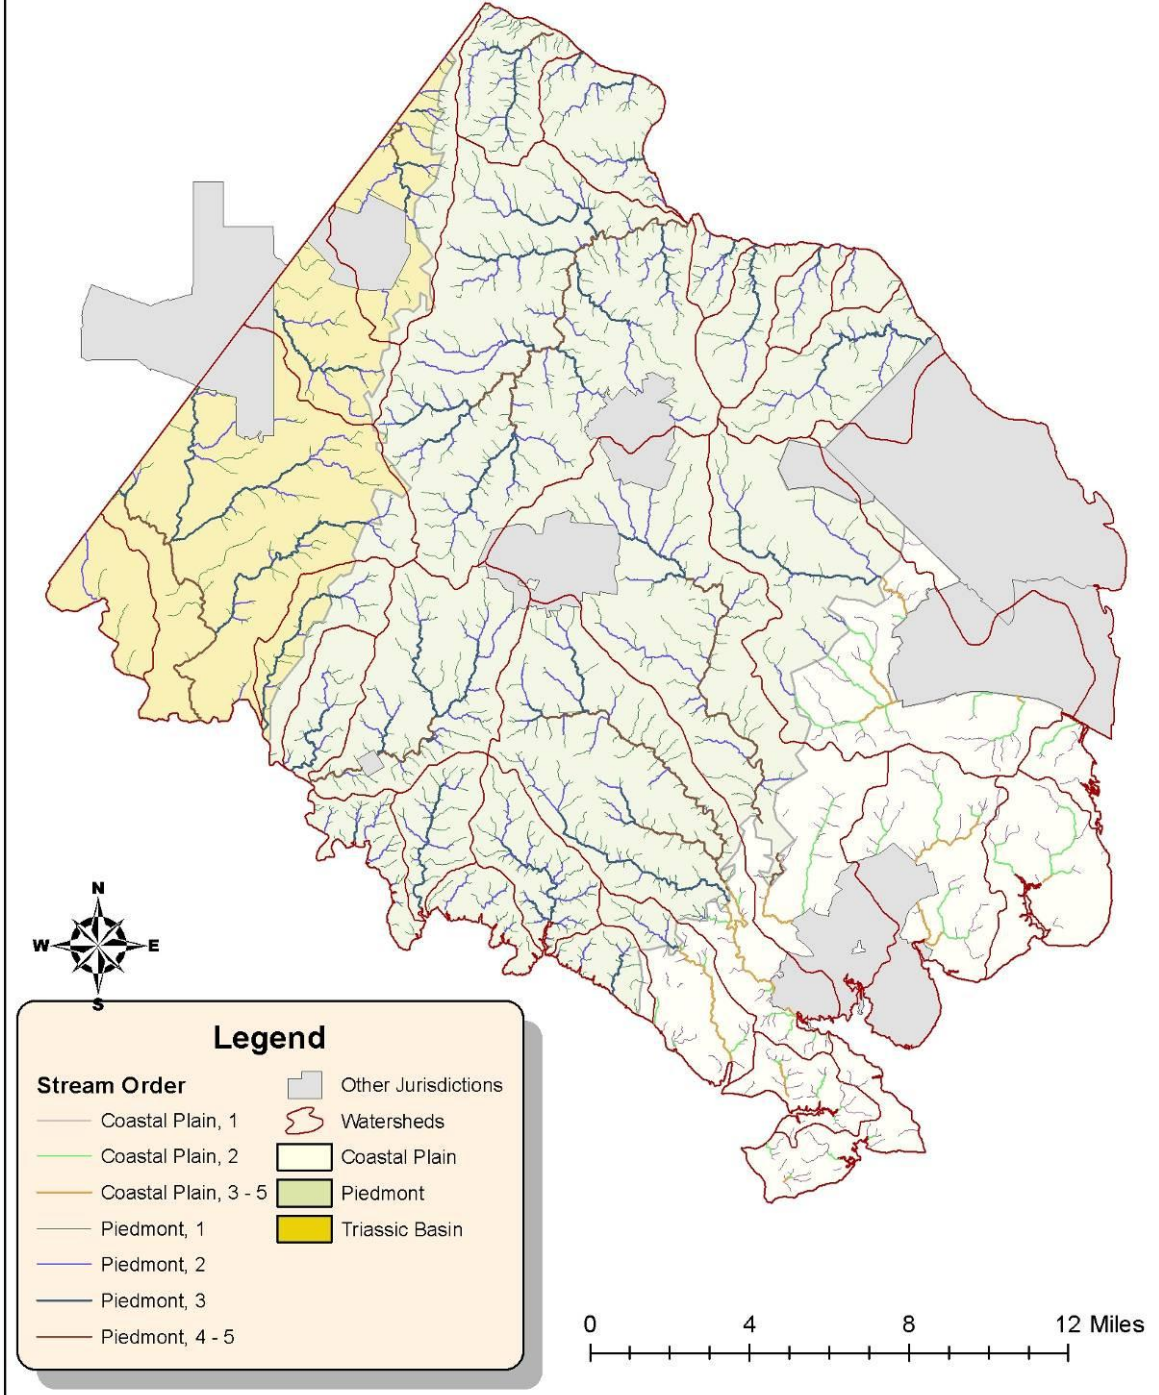 N
W
E
S
Legend
Stream Order
Coastal Plain, 1
Coastal Plain, 2
Coastal Plain, 3 - 5
Piedmont, 1
Piedmont, 2
Piedmont, 3
Piedmont, 4 - 5
Other Jurisdictions
Watersheds
Coastal Plain
Piedmont
Triassic Basin
0 4 8 12 Miles